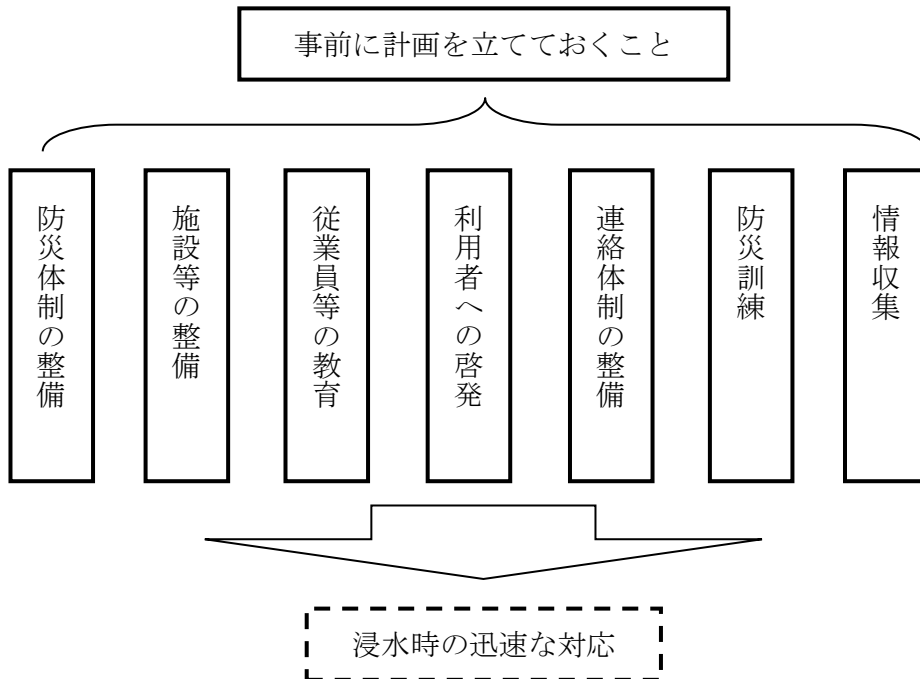 事前に計画を立てておくこと
防災体制の整備
施設等の整備
従業員等の教育
利用者への啓発
連絡体制の整備
防災訓練
情報収集
浸水時の迅速な対応